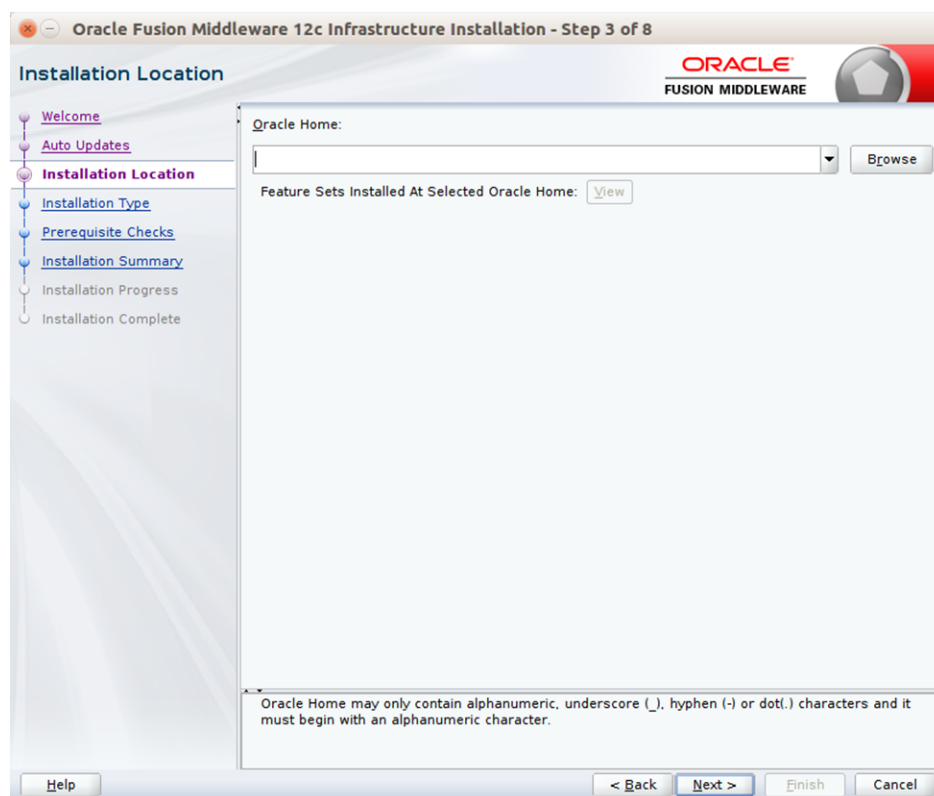 Oracle Fusion Middleware 12c Infrastructure Installation - Step 3 of 8
Installation Location
ORACLE
FUSION MIDDLEWARE
Welcome
Auto Updates
Installation Location
Installation Type
Prerequisite Checks
Installation Summary
Installation Progress
Installation Complete
Oracle Home:
Browse
Feature Sets Installed At Selected Oracle Home: View
Oracle Home may only contain alphanumeric, underscore (_), hyphen (-) or dot(.) characters and it
must begin with an alphanumeric character.
Help
< Back
Next >
Finish
Cancel